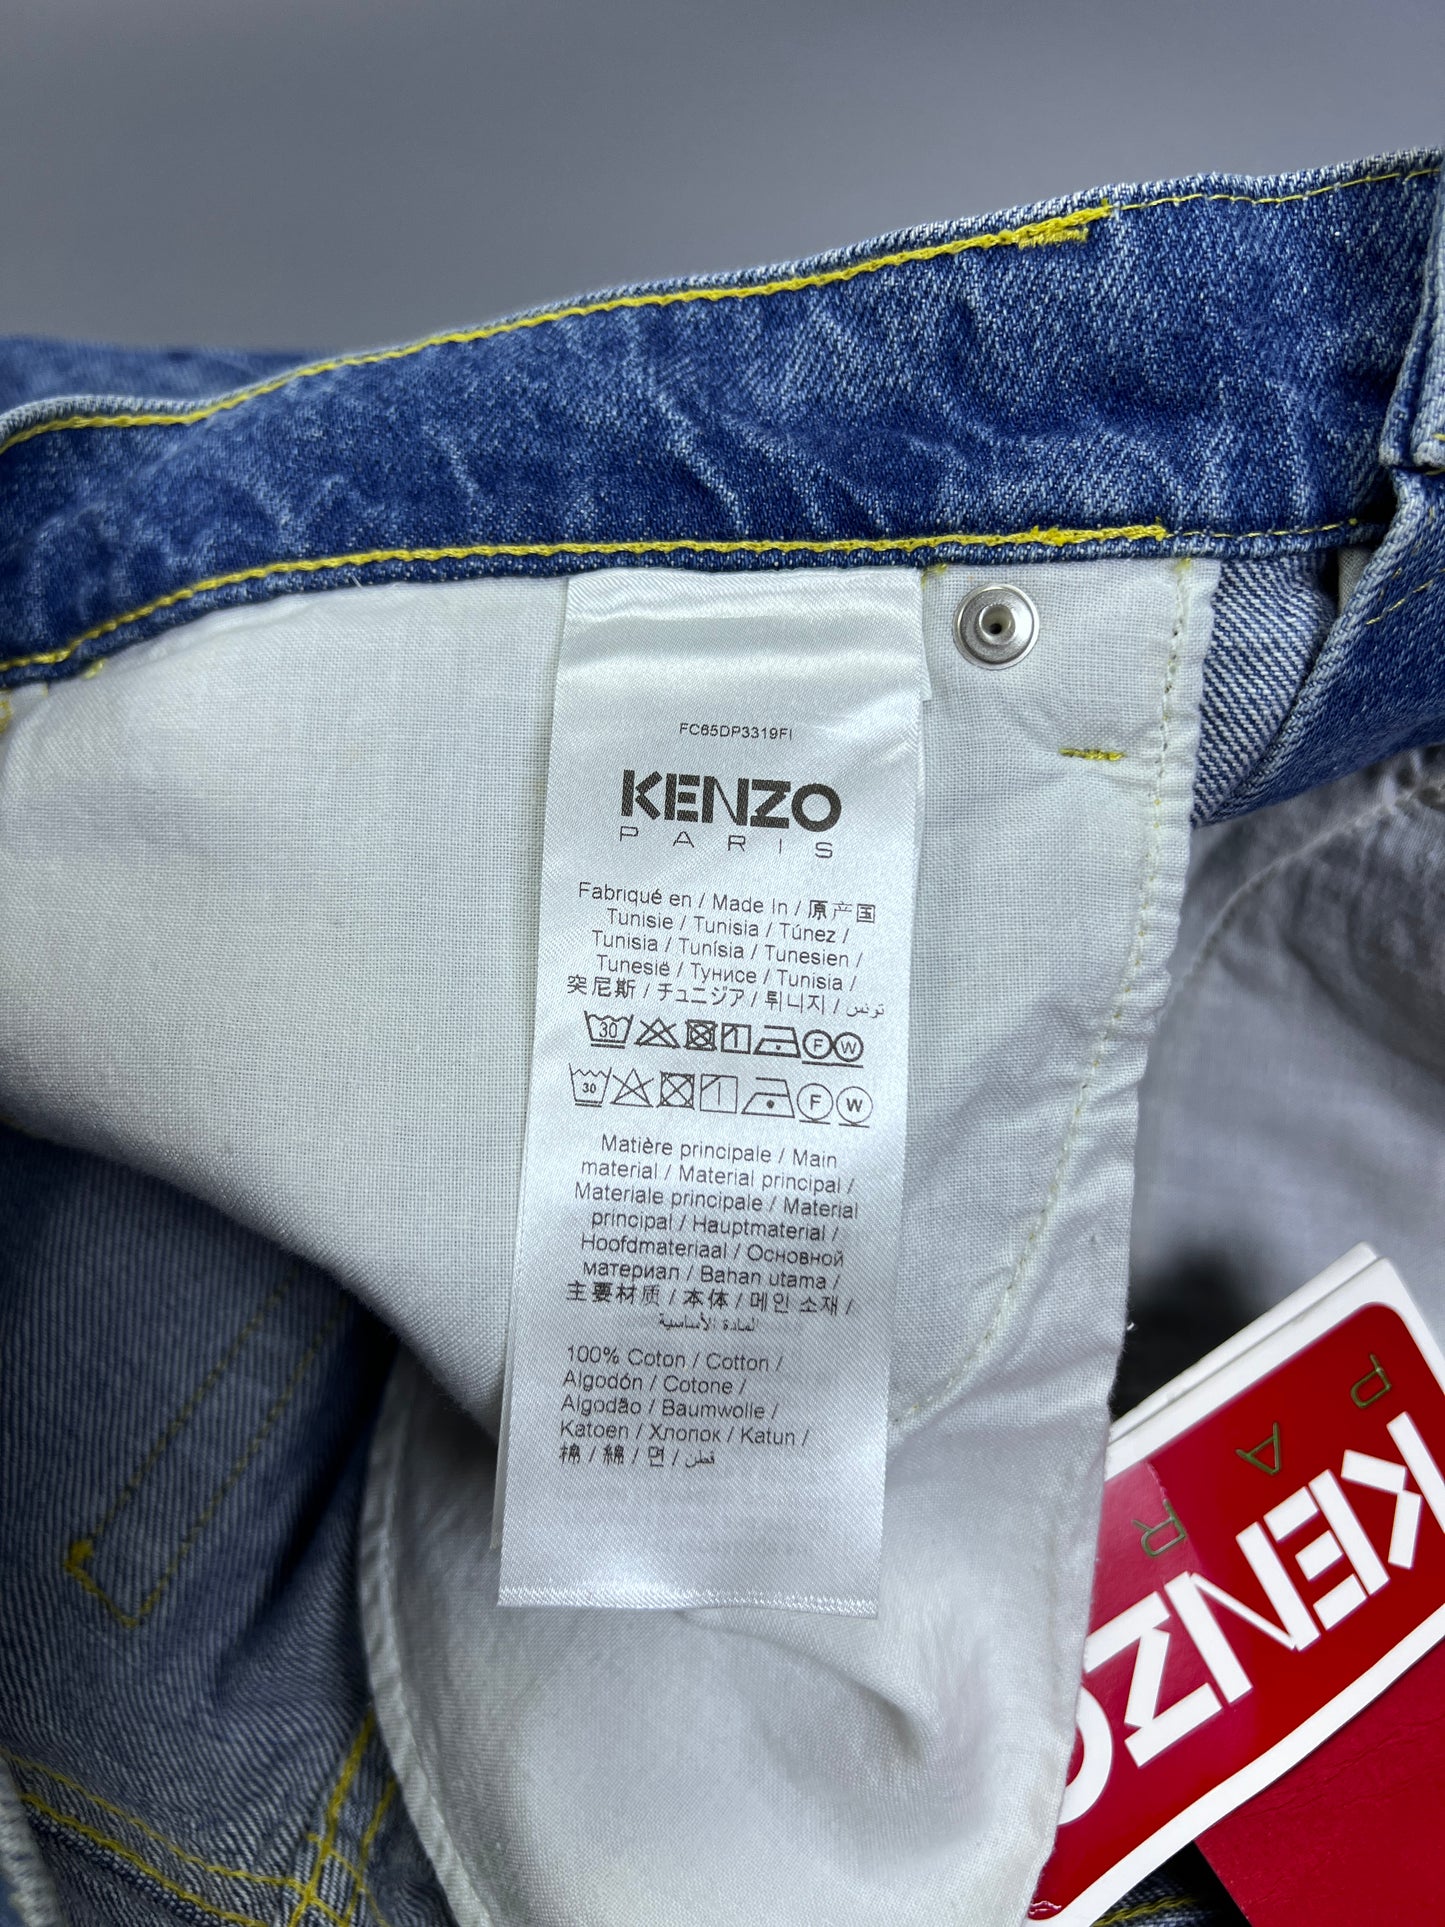 FC65DP3319FI
KENZO
PARIS
Fabriqué en / Made In / 原产国
Tunisie / Tunisia / Túnez /
Tunisia / Tunísia / Tunesien /
Tunesië / Тунисе / Tunisia /
突尼斯 / チュニジア / 튀니지 / تونس
30 F W
30 F W
Matière principale / Main
material / Material principal /
Materiale principale / Material
principal / Hauptmaterial /
Hoofdmateriaal / Основной
материал / Bahan utama /
主要材质 / 本体 / 메인 소재 /
المادة الأساسية
100% Coton / Cotton /
Algodón / Cotone /
Algodão / Baumwolle /
Katoen / Хлопок / Katun /
棉 / 綿 / 면 / قطن
KENZO
PAR